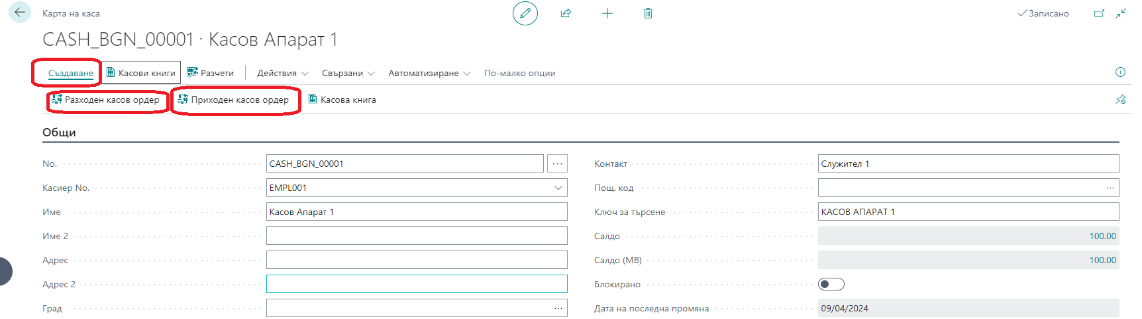 Карта на каса
Записано
CASH_BGN_00001 · Касов Апарат 1
Създаване Касови книги Разчети Действия Свързани Автоматизиране По-малко опции
Разходен касов ордер Приходен касов ордер Касова книга
Общи
No. CASH_BGN_00001 Контакт Служител 1
Касиер No. EMPL001 Пощ. код
Име Касов Апарат 1 Ключ за търсене КАСОВ АПАРАТ 1
Име 2 Салдо 100.00
Адрес Салдо (МВ) 100.00
Адрес 2 Блокирано
Град Дата на последна промяна 09/04/2024